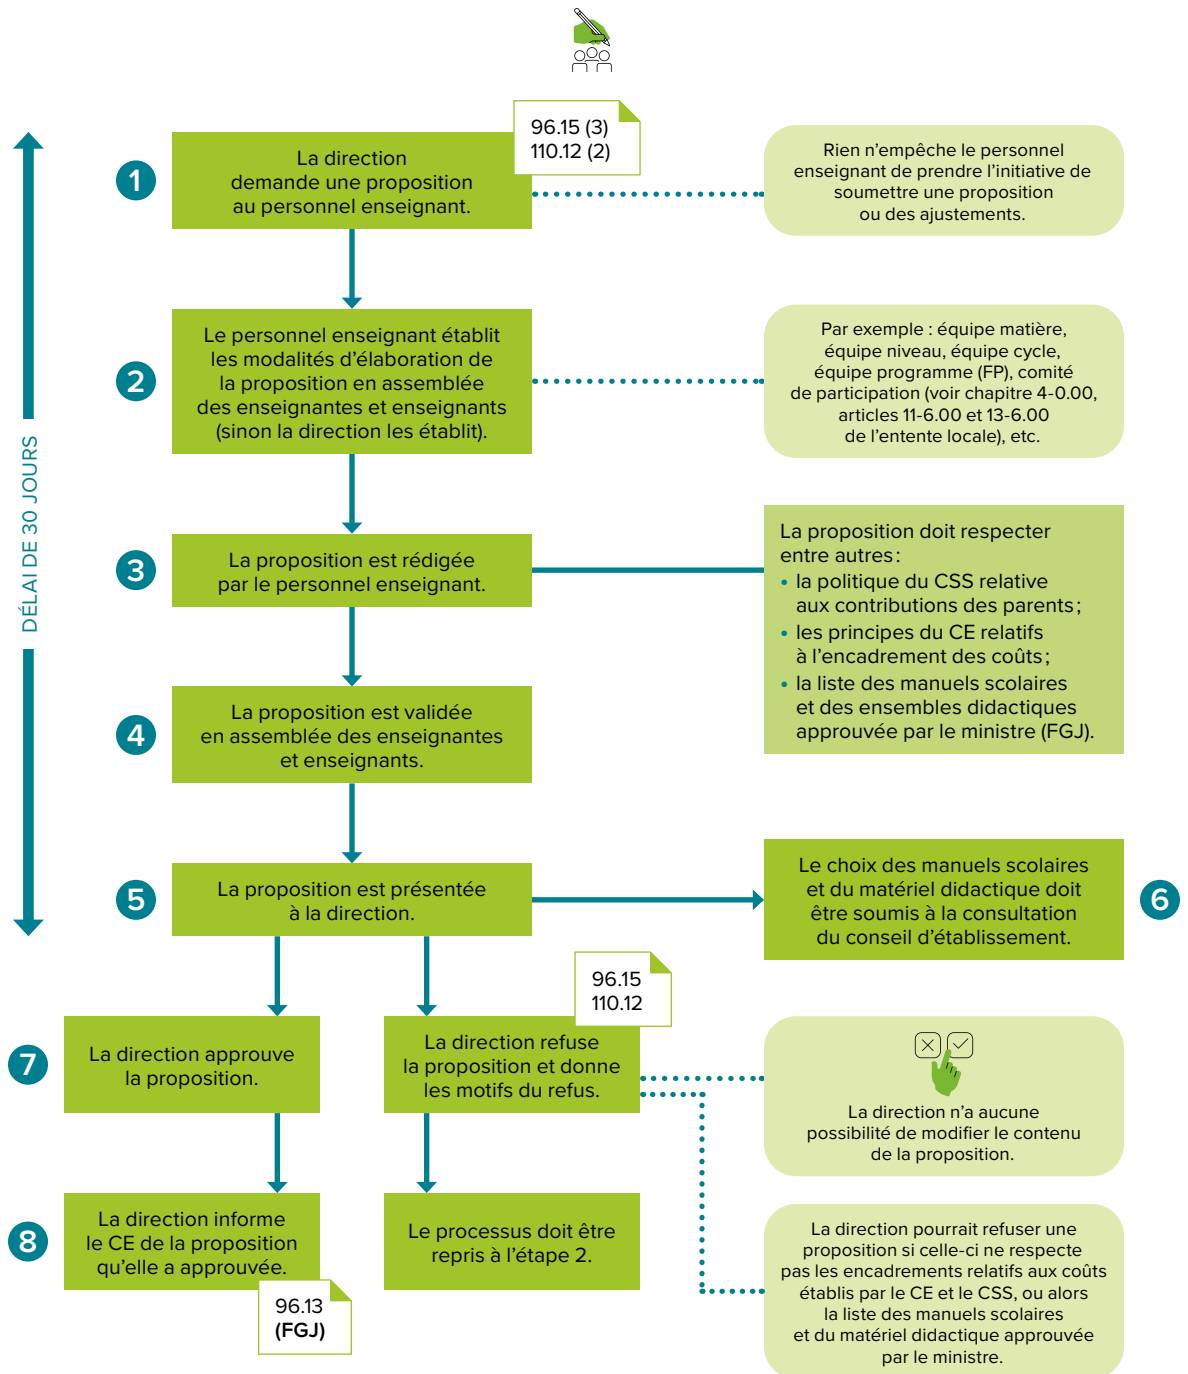 96.15 (3)
110.12 (2)
1
La direction
demande une proposition
au personnel enseignant.
Rien n’empêche le personnel
enseignant de prendre l’initiative de
soumettre une proposition
ou des ajustements.
DÉLAI DE 30 JOURS
2
Le personnel enseignant établit
les modalités d’élaboration de
la proposition en assemblée
des enseignantes et enseignants
(sinon la direction les établit).
Par exemple : équipe matière,
équipe niveau, équipe cycle,
équipe programme (FP), comité
de participation (voir chapitre 4-0.00,
articles 11-6.00 et 13-6.00
de l’entente locale), etc.
3
La proposition est rédigée
par le personnel enseignant.
La proposition doit respecter
entre autres :
• la politique du CSS relative
aux contributions des parents ;
• les principes du CE relatifs
à l’encadrement des coûts ;
• la liste des manuels scolaires
et des ensembles didactiques
approuvée par le ministre (FGJ).
4
La proposition est validée
en assemblée des enseignantes
et enseignants.
5
La proposition est présentée
à la direction.
Le choix des manuels scolaires
et du matériel didactique doit
être soumis à la consultation
du conseil d’établissement.
6
7
La direction approuve
la proposition.
96.15
110.12
La direction refuse
la proposition et donne
les motifs du refus.
La direction n’a aucune
possibilité de modifier le contenu
de la proposition.
8
La direction informe
le CE de la proposition
qu’elle a approuvée.
96.13
(FGJ)
Le processus doit être
repris à l’étape 2.
La direction pourrait refuser une
proposition si celle-ci ne respecte
pas les encadrements relatifs aux coûts
établis par le CE et le CSS, ou alors
la liste des manuels scolaires
et du matériel didactique approuvée
par le ministre.